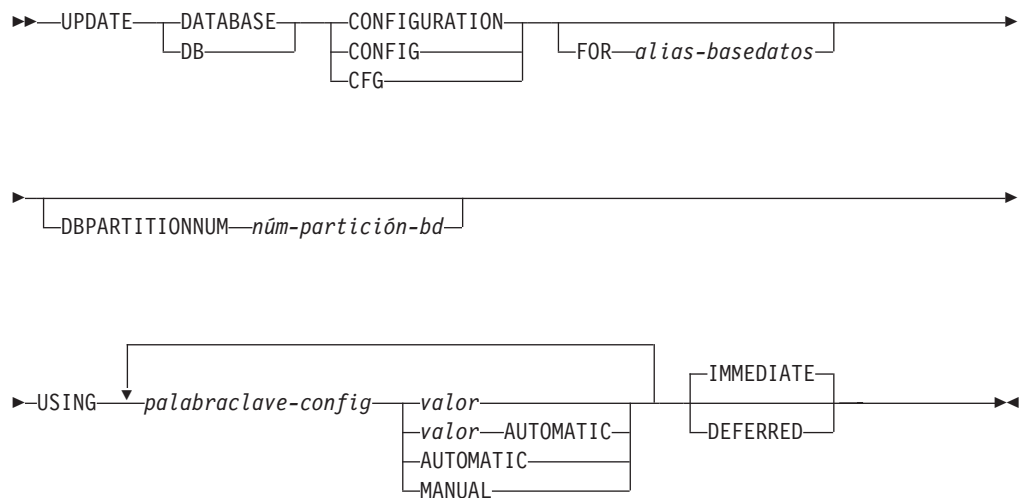 UPDATE DATABASE CONFIGURATION
DB CONFIG FOR alias-basedatos
CFG
DBPARTITIONNUM núm-partición-bd
IMMEDIATE
USING palabraclave-config valor
valor AUTOMATIC DEFERRED
AUTOMATIC
MANUAL